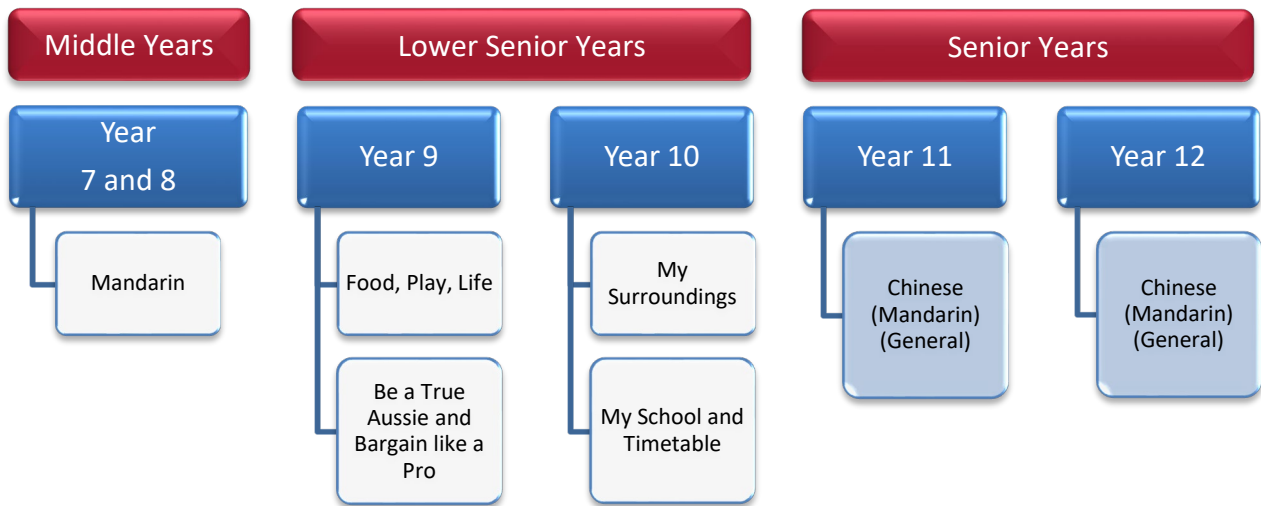 Middle Years
Lower Senior Years
Senior Years
Year
7 and 8
Year 9
Year 10
Year 11
Year 12
Mandarin
Food, Play, Life
My
Surroundings
Chinese
(Mandarin)
(General)
Chinese
(Mandarin)
(General)
Be a True
Aussie and
Bargain like a
Pro
My School and
Timetable